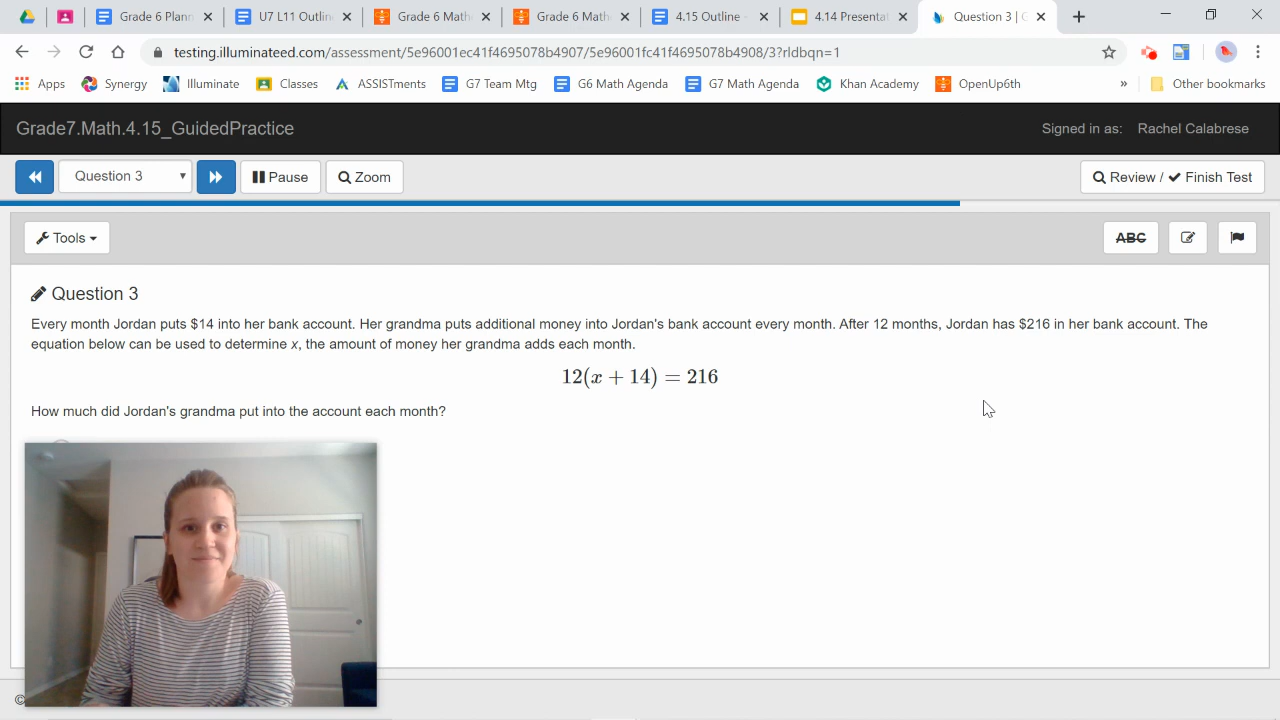 Grade 6 Plann
U7 L11 Outlin
Grade 6 Mat
Grade 6 Math
4.15 Outline
4.14 Presenta
Question 3 | G
testing.illuminateed.com/assessment/5e96001ec41f4695078b4907/5e96001fc41f4695078b4908/3?rldbqn=1
Apps Synergy Illuminate Classes ASSISTments G7 Team Mtg G6 Math Agenda G7 Math Agenda Khan Academy OpenUp6th » Other bookmarks
Grade7.Math.4.15_GuidedPractice
Signed in as: Rachel Calabrese
Question 3
Pause
Zoom
Review / ✔ Finish Test
Tools
ABC
Question 3
Every month Jordan puts $14 into her bank account. Her grandma puts additional money into Jordan's bank account every month. After 12 months, Jordan has $216 in her bank account. The
equation below can be used to determine x, the amount of money her grandma adds each month.
12(x + 14) = 216
How much did Jordan's grandma put into the account each month?
©